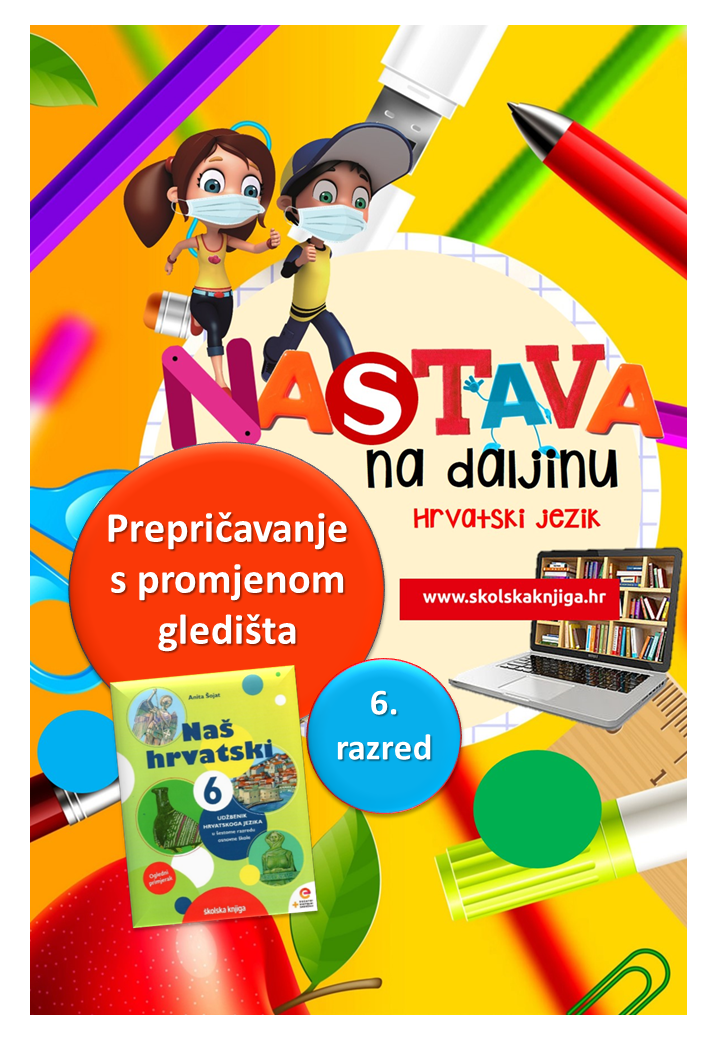 NASTAVA
na daljinu
Hrvatski jezik
Prepričavanje
s promjenom
gledišta
www.skolskaknjiga.hr
6.
razred
Anita Šojat
Naš
hrvatski
6
UDŽBENIK
HRVATSKOGA JEZIKA
u šestome razredu
osnovne škole
Ogledni
primjerak
školska knjiga